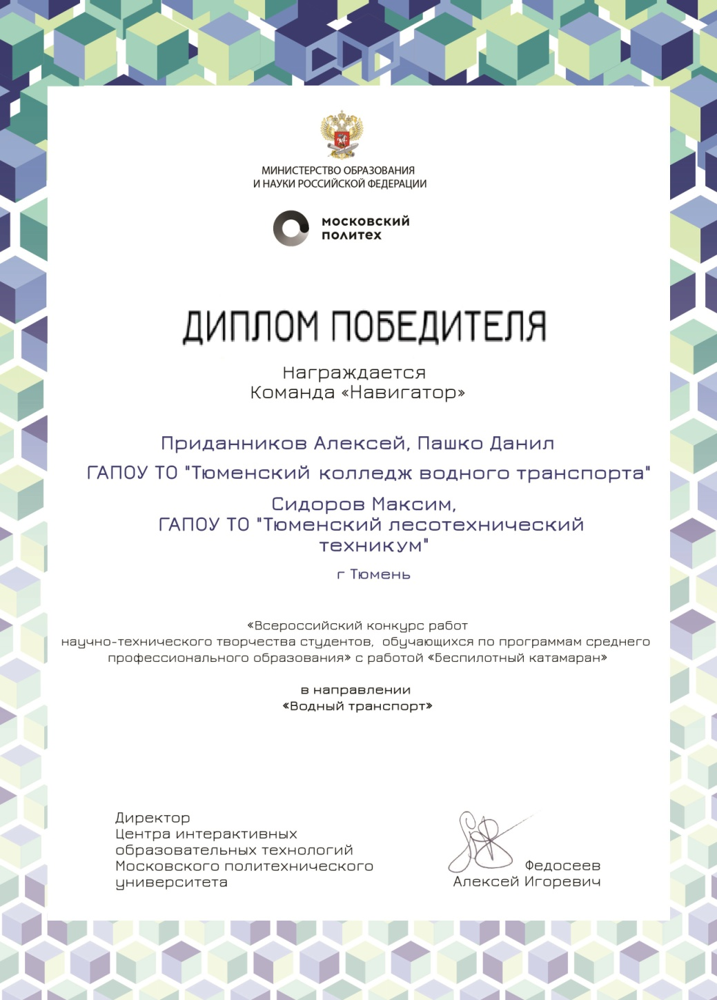 МИНИСТЕРСТВО ОБРАЗОВАНИЯ
И НАУКИ РОССИЙСКОЙ ФЕДЕРАЦИИ
московский
политех
ДИПЛОМ ПОБЕДИТЕЛЯ
Награждается
Команда «Навигатор»
Приданников Алексей, Пашко Данил
ГАПОУ ТО "Тюменский колледж водного транспорта"
Сидоров Максим,
ГАПОУ ТО "Тюменский лесотехнический
техникум"
г Тюмень
«Всероссийский конкурс работ
научно-технического творчества студентов, обучающихся по программам среднего
профессионального образования» с работой «Беспилотный катамаран»
в направлении
«Водный транспорт»
Директор
Центра интерактивных
образовательных технологий
Московского политехнического
университета
Федосеев
Алексей Игоревич